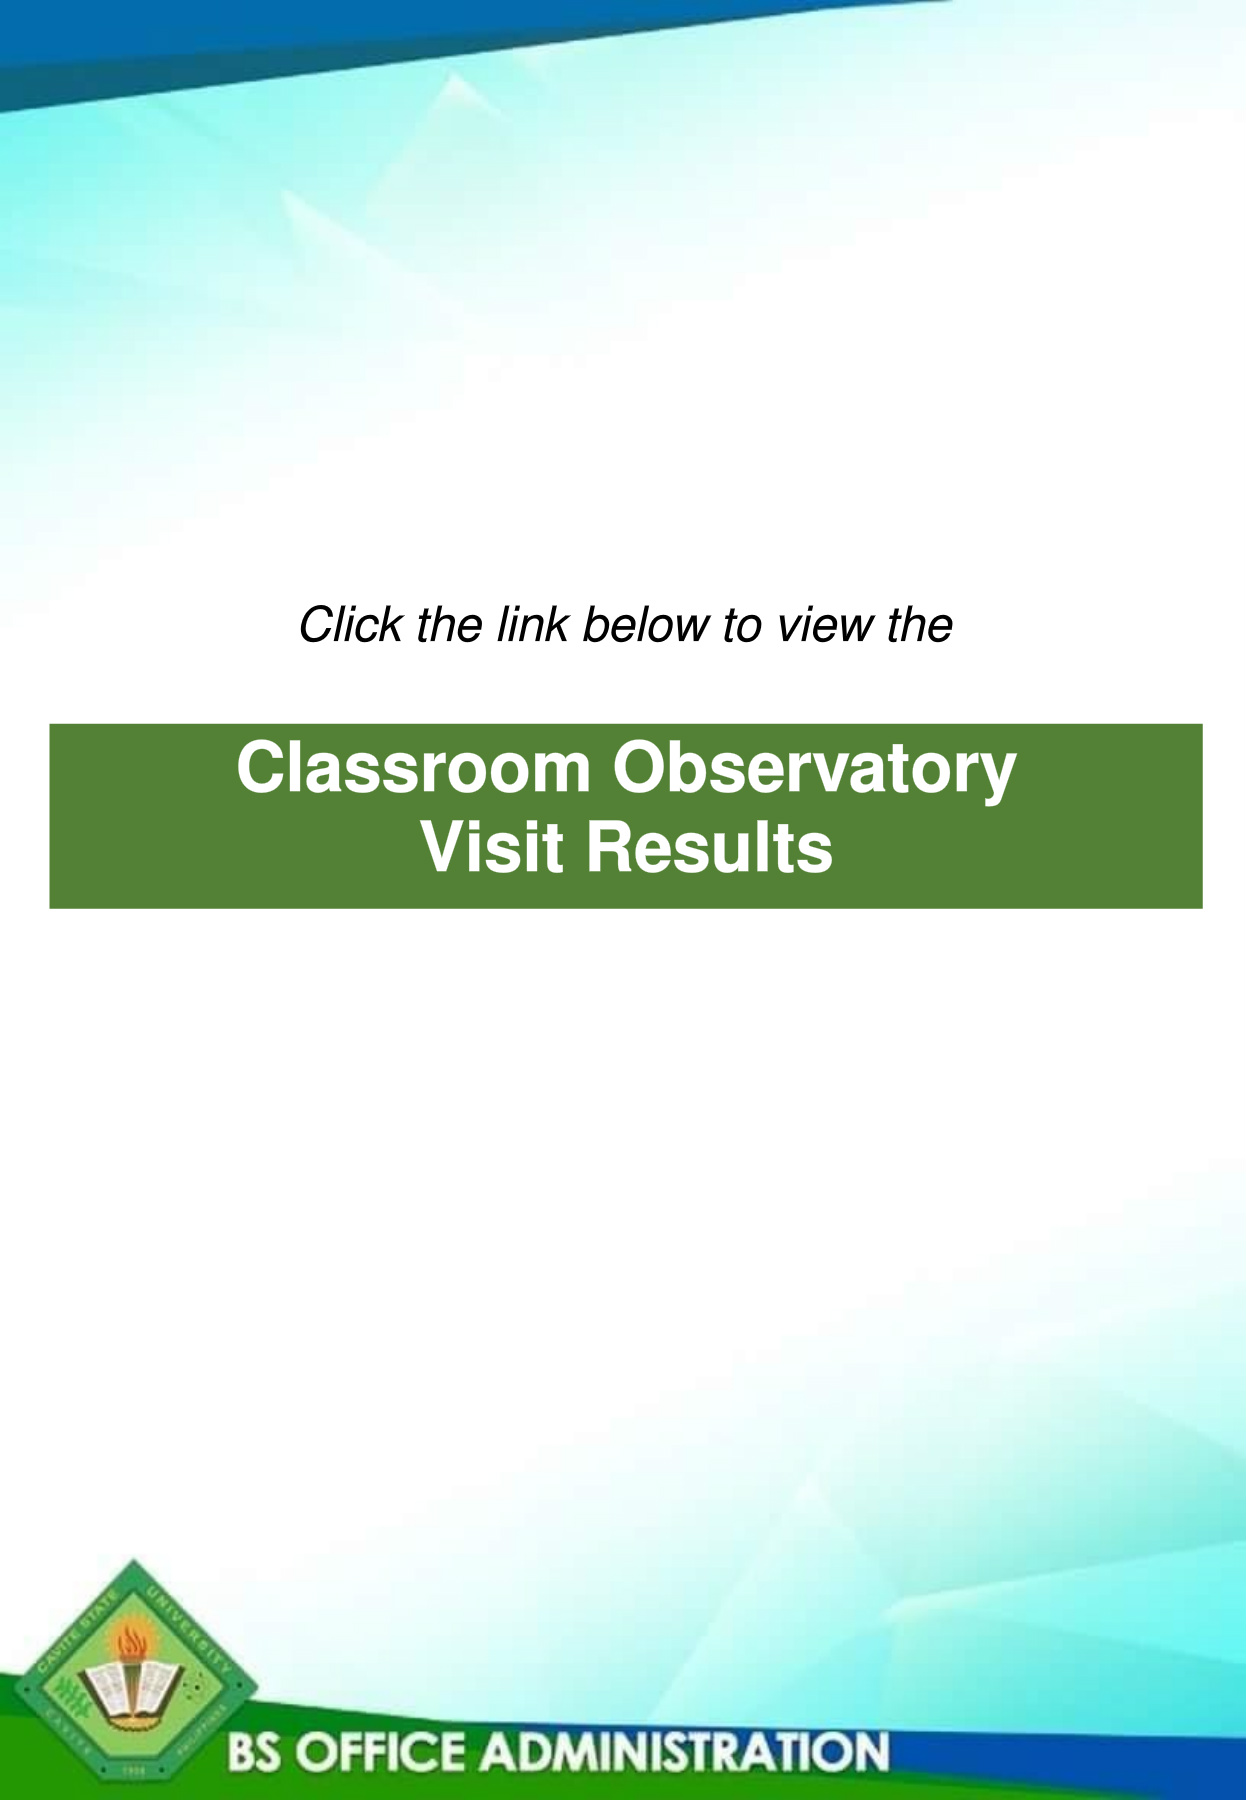 Click the link below to view the
Classroom Observatory
Visit Results
CAVITE STATE UNIVERSITY
CAVITE PHILIPPINES
1906
BS OFFICE ADMINISTRATION